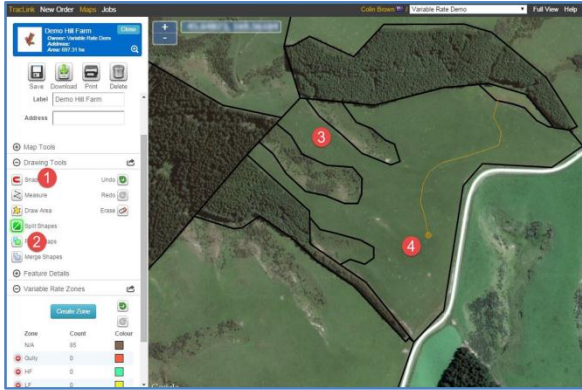 TracLink New Order Maps Jobs
Colin Brown Variable Rate Demo Full View Help
Demo Hill Farm Close
Owner: Variable Rate Demo
Address:
Area: 697.31 ha
Save Download Print Delete
Label Demo Hill Farm
Address
Map Tools
Drawing Tools
1
Undo
Measure Redo
Draw Area Erase
Split Shapes
2
Merge Shapes
Feature Details
Variable Rate Zones
Create Zone
Zone Count Colour
N/A 85
Gully 0
HF 0
LF 0
+
-
3
4